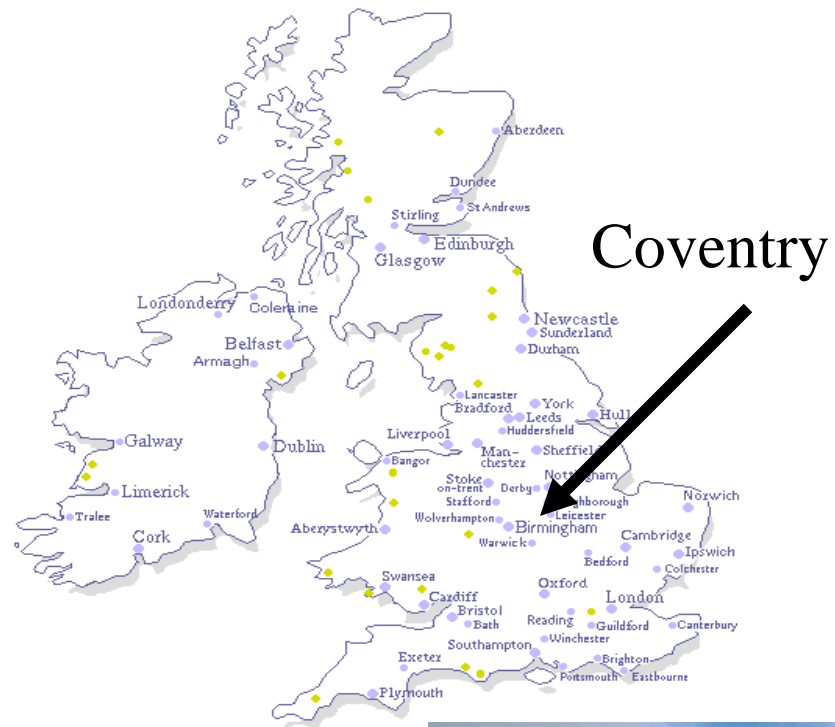 Aberdeen
Dundee
St Andrews
Stirling
Edinburgh
Glasgow
Coventry
Londonderry
Coleraine
Newcastle
Sunderland
Belfast
Durham
Armagh
Lancaster
York
Bradford
Leeds
Hull
Huddersfield
Galway
Dublin
Liverpool
Man-
chester
Sheffield
Bangor
Nottingham
Stoke
on-trent
Derby
Limerick
Stafford
ghborough
Norwich
Tralee
Waterford
Wolverhampton
Leicester
Aberystwyth
Birmingham
Cork
Warwick
Cambridge
Ipswich
Bedford
Colchester
Swansea
Oxford
Cardiff
London
Bristol
Reading
Bath
Guildford
Canterbury
Winchester
Southampton
Exeter
Brighton
Portsmouth
Eastbourne
Plymouth